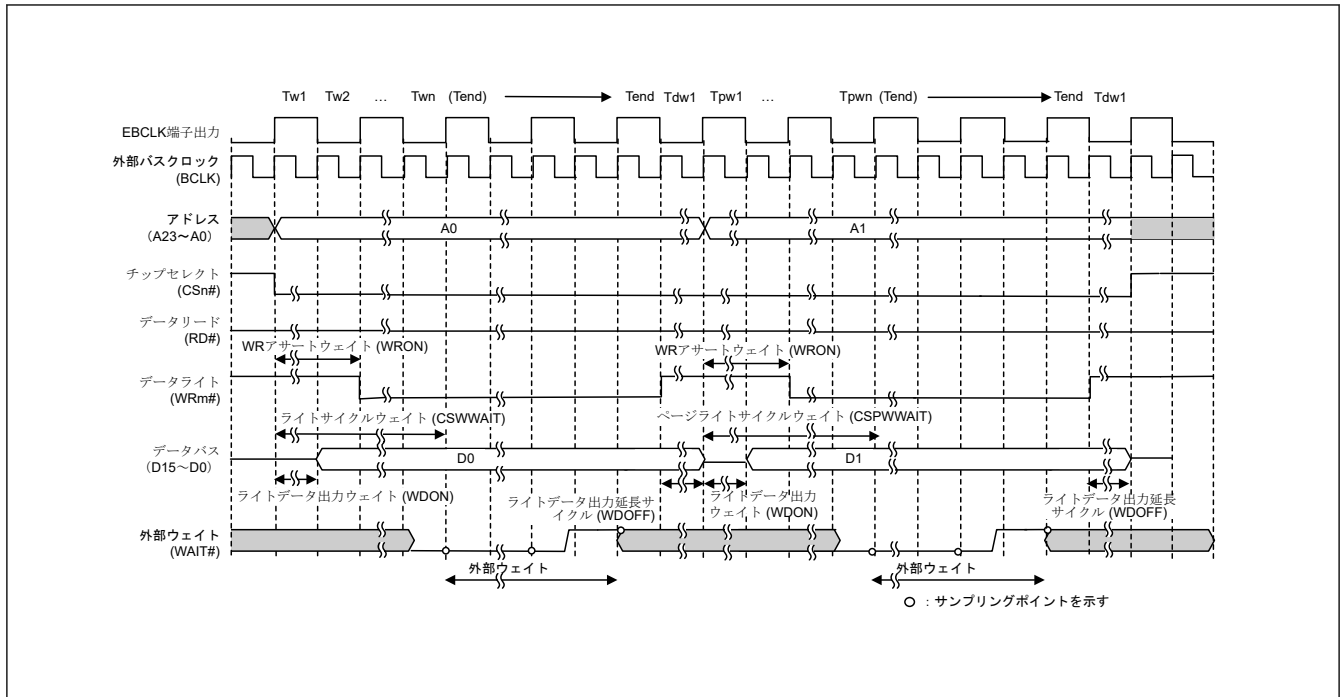 Tw1 Tw2 … Twn (Tend) Tend Tdw1 Tpw1 … Tpwn (Tend) Tend Tdw1
EBCLK端子出力
外部バスクロック
(BCLK)
アドレス
(A23～A0)
A0 A1
チップセレクト
(CSn#)
データリード
(RD#)
WRアサートウェイト (WRON) WRアサートウェイト (WRON)
データライト
(WRm#)
ライトサイクルウェイト (CSWWAIT) ページライトサイクルウェイト (CSPWWAIT)
データバス
(D15～D0)
D0 D1
ライトデータ出力ウェイト (WDON)
ライトデータ出力延長サ
イクル (WDOFF)
ライトデータ出力
ウェイト (WDON)
ライトデータ出力延長
サイクル (WDOFF)
外部ウェイト
(WAIT#)
外部ウェイト 外部ウェイト
：サンプリングポイントを示す